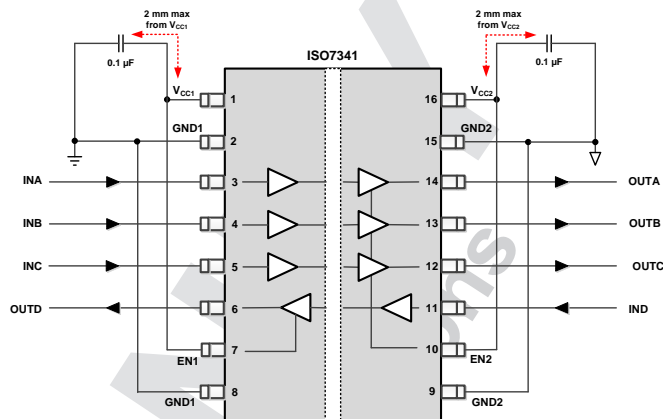 2 mm max
from VCC1
2 mm max
from VCC2
0.1 µF
0.1 µF
ISO7341
VCC1
1
16
VCC2
GND1
2
15
GND2
INA
3
14
OUTA
INB
4
13
OUTB
INC
5
12
OUTC
OUTD
6
11
IND
EN1
7
10
EN2
GND1
8
9
GND2